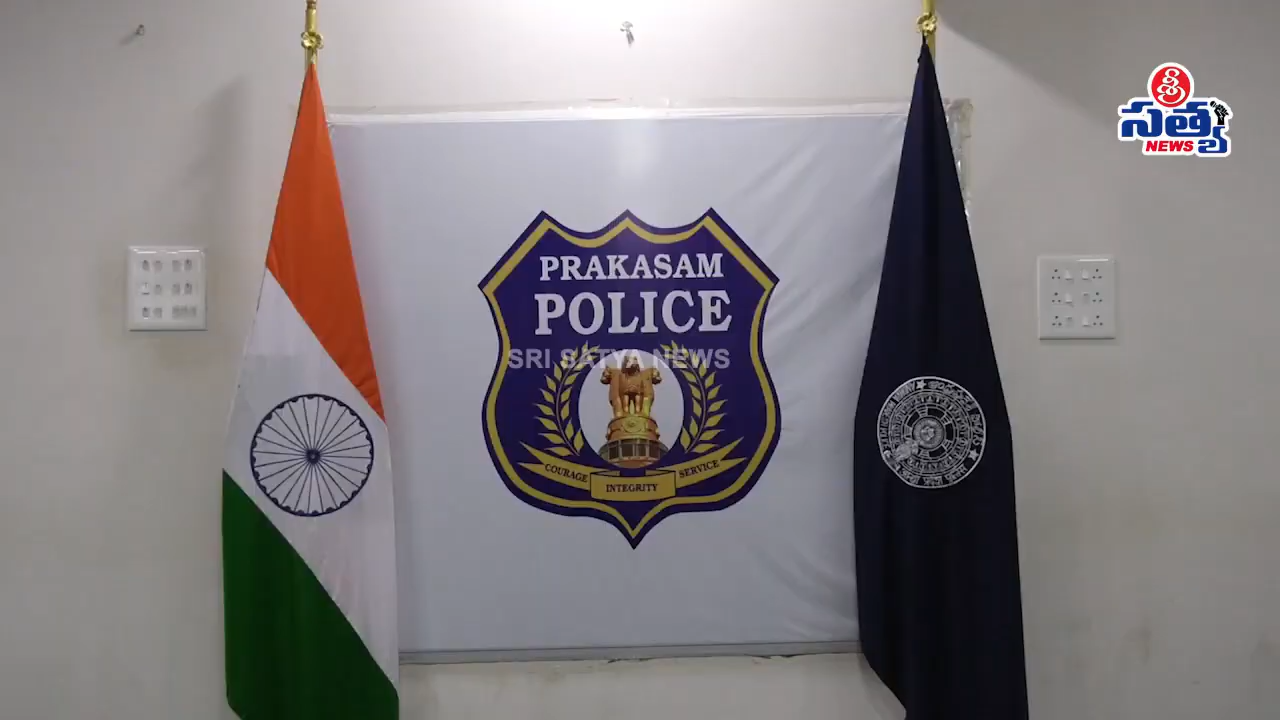 శ్రీ
సత్య
NEWS
PRAKASAM
POLICE
SRI SATYA NEWS
COURAGE
INTEGRITY
SERVICE